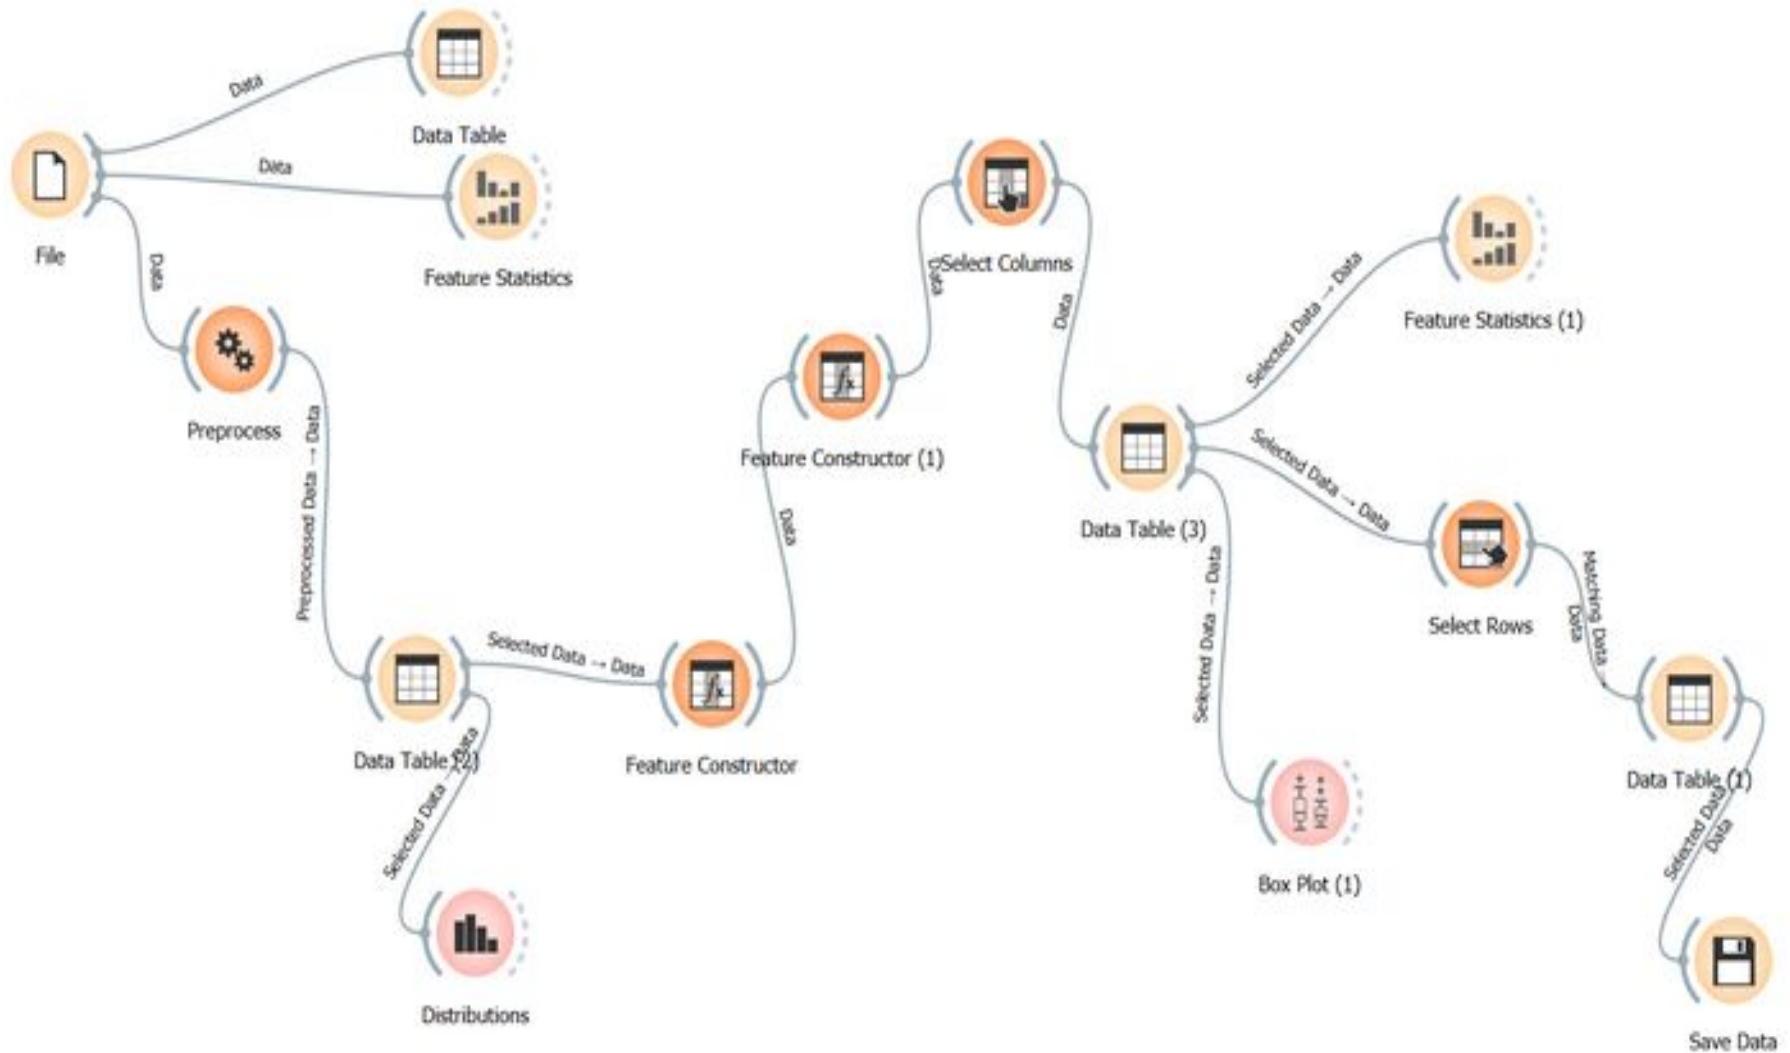 Data
Data Table
Data
File
Feature Statistics
Data
Preprocess
Preprocessed Data → Data
Data Table (2)
Selected Data → Data
Feature Constructor
Selected Data → Data
Distributions
Data
Feature Constructor (1)
Data
Select Columns
Data
Data Table (3)
Selected Data → Data
Feature Statistics (1)
Selected Data → Data
Select Rows
Selected Data → Data
Box Plot (1)
Matching Data →
Data
Data Table (1)
Selected Data →
Data
Save Data